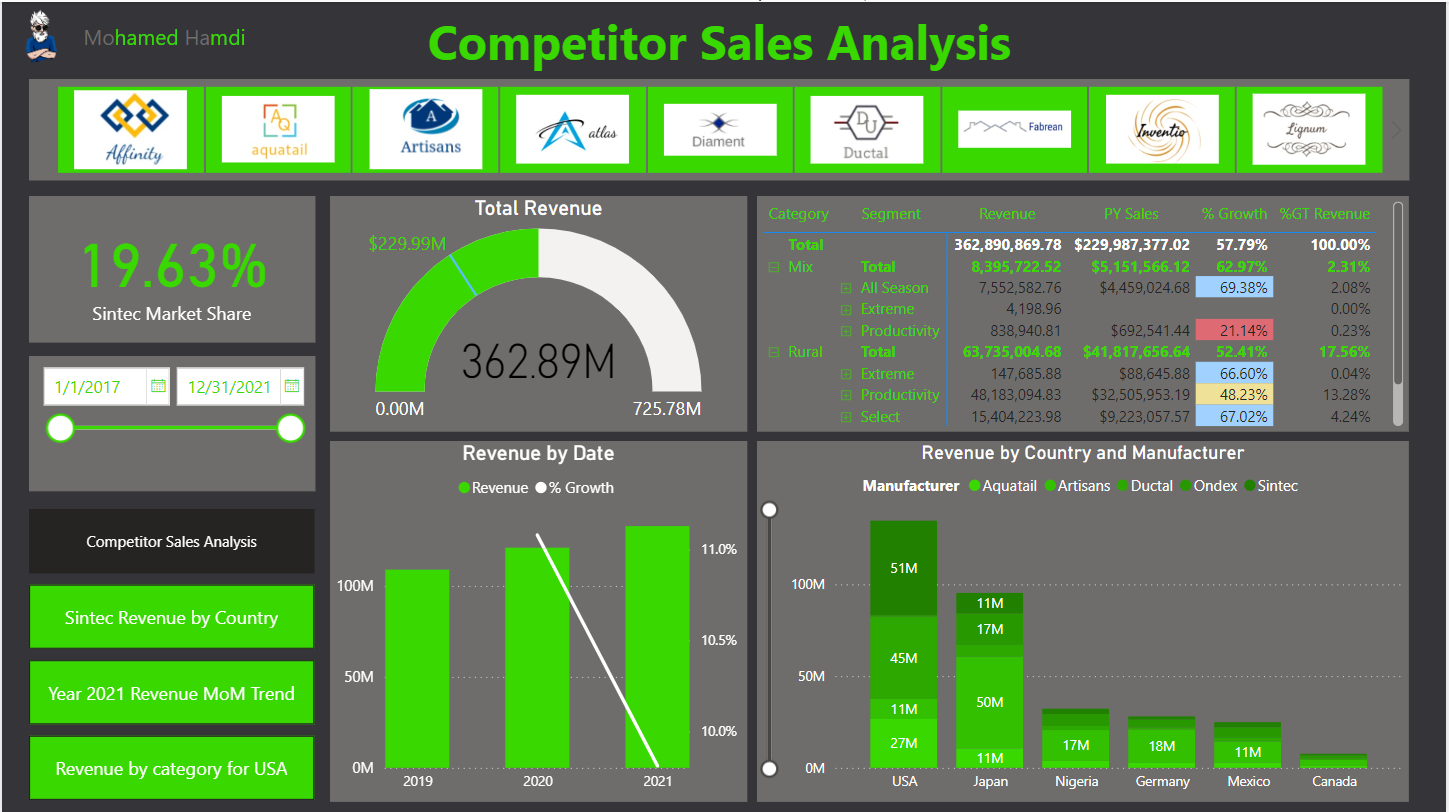 Mohamed Hamdi
Competitor Sales Analysis
Affinity
AQ
aquatail
A
Artisans
atlas
Diament
DU
Ductal
Fabrean
Inventio
Lignum
19.63%
Sintec Market Share
1/1/2017 12/31/2021
Competitor Sales Analysis
Sintec Revenue by Country
Year 2021 Revenue MoM Trend
Revenue by category for USA
Total Revenue
$229.99M
362.89M
0.00M 725.78M
Category Segment Revenue PY Sales % Growth %GT Revenue
Total 362,890,869.78 $229,987,377.02 57.79% 100.00%
Mix Total 8,395,722.52 $5,151,566.12 62.97% 2.31%
All Season 7,552,582.76 $4,459,024.68 69.38% 2.08%
Extreme 4,198.96 0.00%
Productivity 838,940.81 $692,541.44 21.14% 0.23%
Rural Total 63,735,004.68 $41,817,656.64 52.41% 17.56%
Extreme 147,685.88 $88,645.88 66.60% 0.04%
Productivity 48,183,094.83 $32,505,953.19 48.23% 13.28%
Select 15,404,223.98 $9,223,057.57 67.02% 4.24%
Revenue by Date
Revenue % Growth
100M
50M
0M
11.0%
10.5%
10.0%
2019 2020 2021
Revenue by Country and Manufacturer
Manufacturer Aquatail Artisans Ductal Ondex Sintec
100M
50M
0M
51M
45M
11M
27M
11M
17M
50M
11M
17M
18M
11M
USA Japan Nigeria Germany Mexico Canada